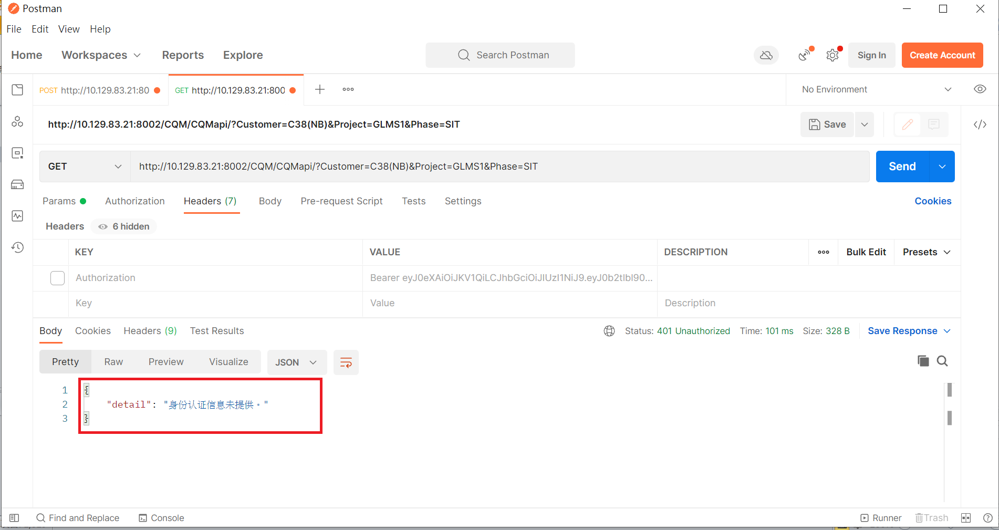 Postman
File Edit View Help
Home Workspaces Reports Explore Search Postman Sign In Create Account
POST http://10.129.83.21:80 GET http://10.129.83.21:800 No Environment
http://10.129.83.21:8002/CQM/CQMapi/?Customer=C38(NB)&Project=GLMS1&Phase=SIT Save
GET http://10.129.83.21:8002/CQM/CQMapi/?Customer=C38(NB)&Project=GLMS1&Phase=SIT Send
Params Authorization Headers (7) Body Pre-request Script Tests Settings Cookies
Headers 6 hidden
KEY VALUE DESCRIPTION Bulk Edit Presets
Authorization Bearer eyJ0eXAiOiJKV1QiLCJhbGciOiJIUzI1NiJ9.eyJ0b2tlbl90...
Key Value Description
Body Cookies Headers (9) Test Results Status: 401 Unauthorized Time: 101 ms Size: 328 B Save Response
Pretty Raw Preview Visualize JSON
1 {
2 "detail": "身份认证信息未提供。"
3 }
Find and Replace Console Runner Trash